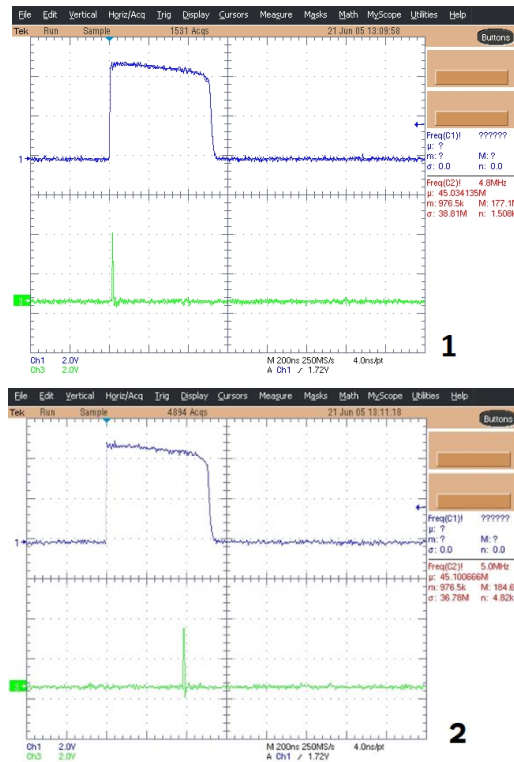 File Edit Vertical Horiz/Acq Trig Display Cursors Measure Masks Math MyScope Utilities Help
Tek Run Sample 1531 Acqs 21 Jun 05 13:09:58
Buttons
Freq(C1)! ??????
μ: ?
m: ? M: ?
σ: 0.0 n: 0.0
Freq(C2)! 4.8MHz
μ: 45.034135M
m: 976.5k M: 177.1M
σ: 38.81M n: 1.508k
1
3
Ch1 2.0V M 200ns 250MS/s 4.0ns/pt
Ch3 2.0V A Ch1 / 1.72V
1
File Edit Vertical Horiz/Acq Trig Display Cursors Measure Masks Math MyScope Utilities Help
Tek Run Sample 4894 Acqs 21 Jun 05 13:11:18
Buttons
Freq(C1)! ??????
μ: ?
m: ? M: ?
σ: 0.0 n: 0.0
Freq(C2)! 5.0MHz
μ: 45.100666M
m: 976.5k M: 184.6
σ: 36.78M n: 4.82k
1
3
Ch1 2.0V M 200ns 250MS/s 4.0ns/pt
Ch3 2.0V A Ch1 / 1.72V
2